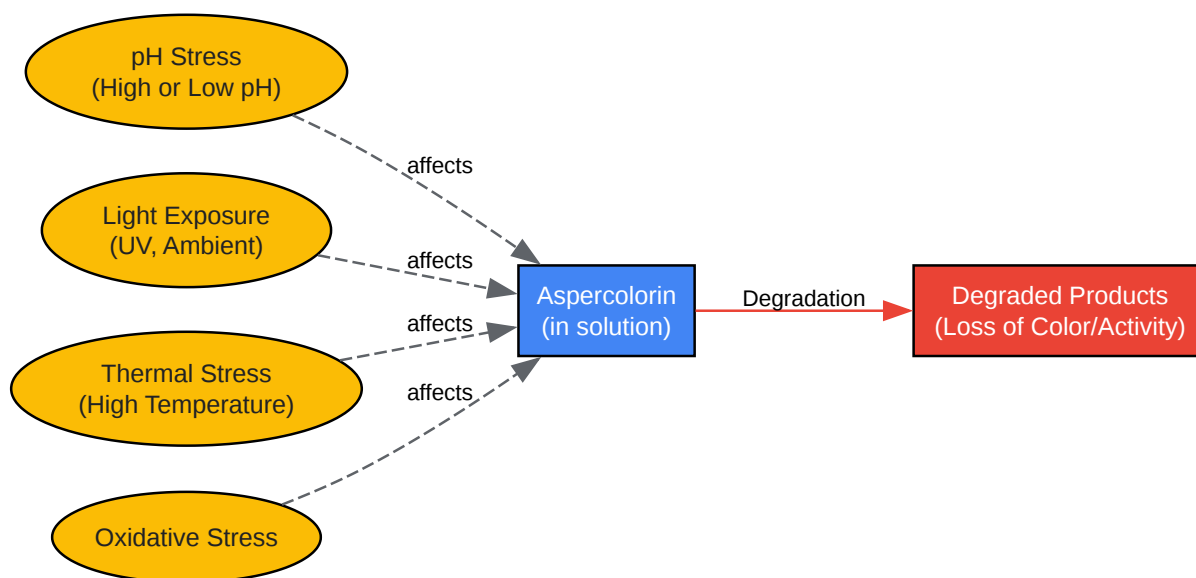 pH Stress
(High or Low pH)
affects
Light Exposure
(UV, Ambient)
affects
Aspercolorin
(in solution)
Degradation
Degraded Products
(Loss of Color/Activity)
affects
Thermal Stress
(High Temperature)
affects
Oxidative Stress